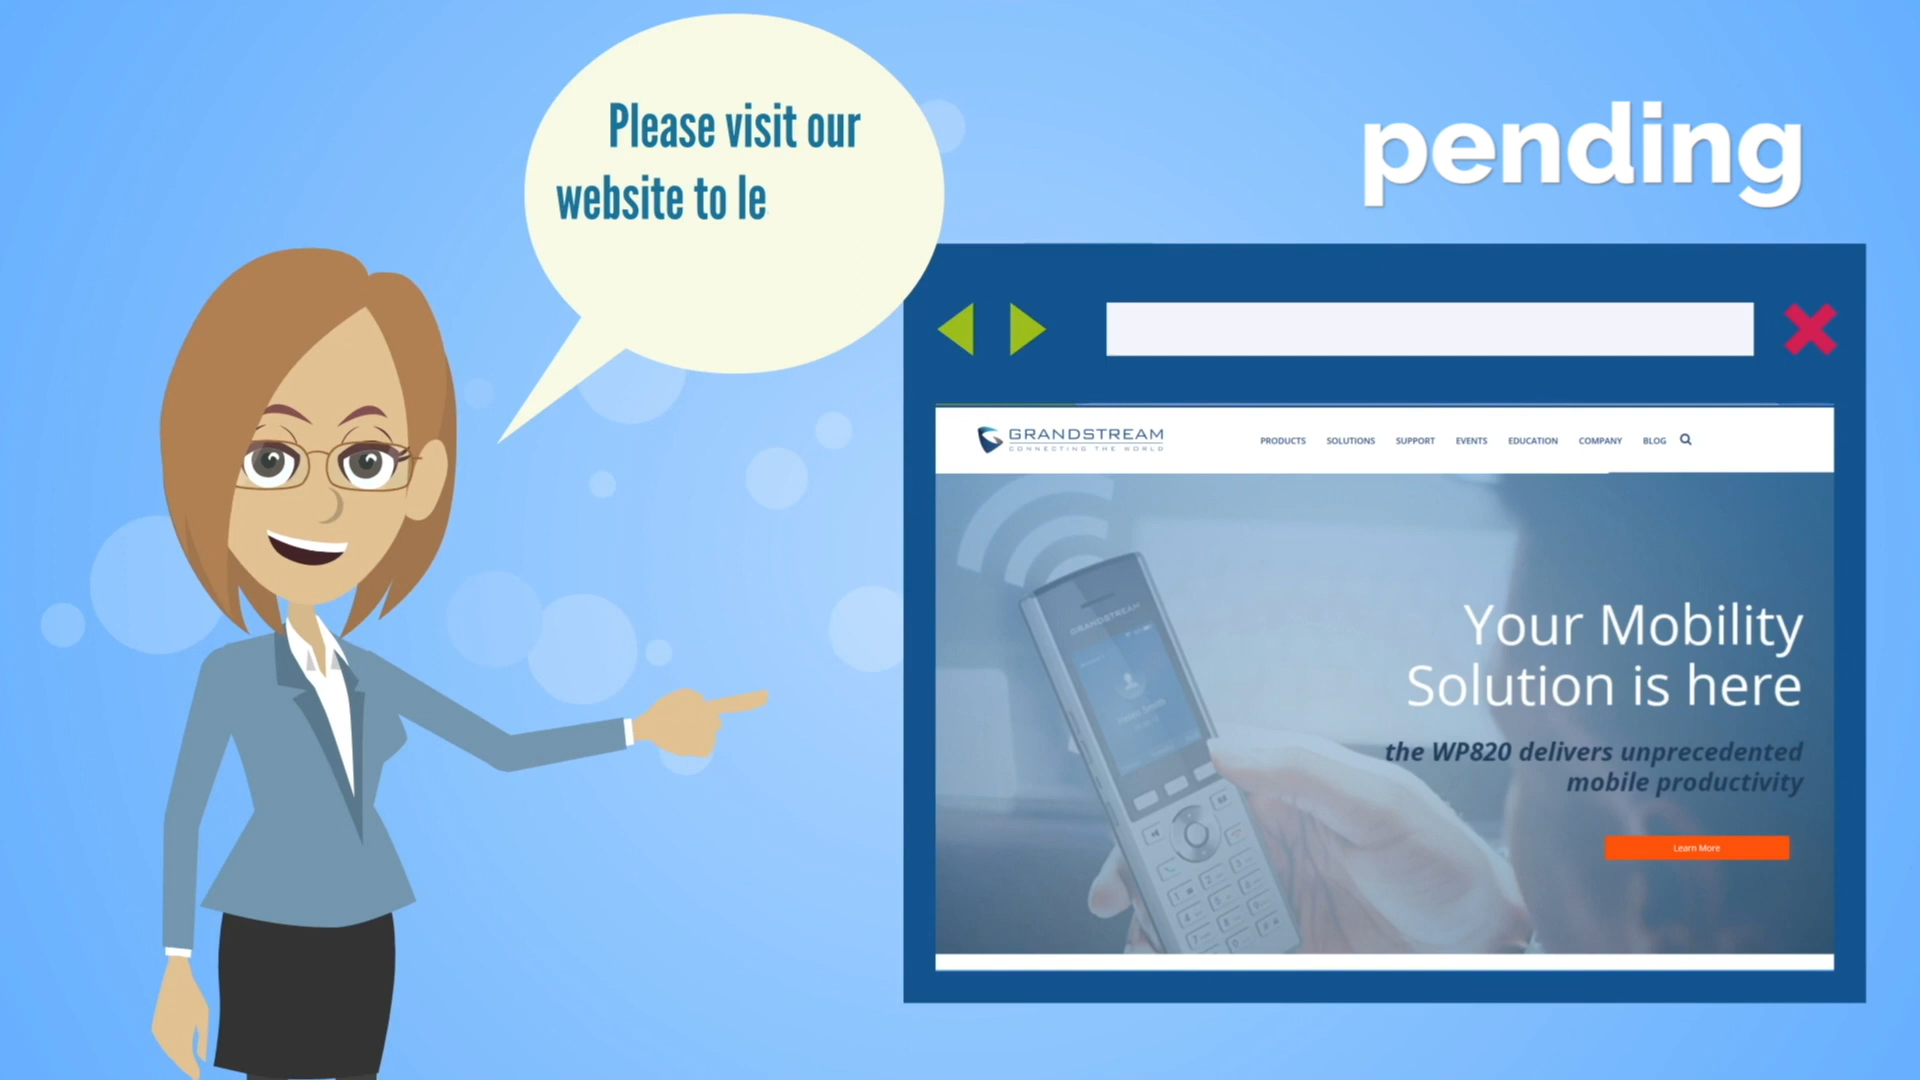 Please visit our
website to le
pending
GRANDSTREAM
CONNECTING THE WORLD
PRODUCTS SOLUTIONS SUPPORT EVENTS EDUCATION COMPANY BLOG
GRANDSTREAM
Your Mobility
Solution is here
the WP820 delivers unprecedented
mobile productivity
Learn More